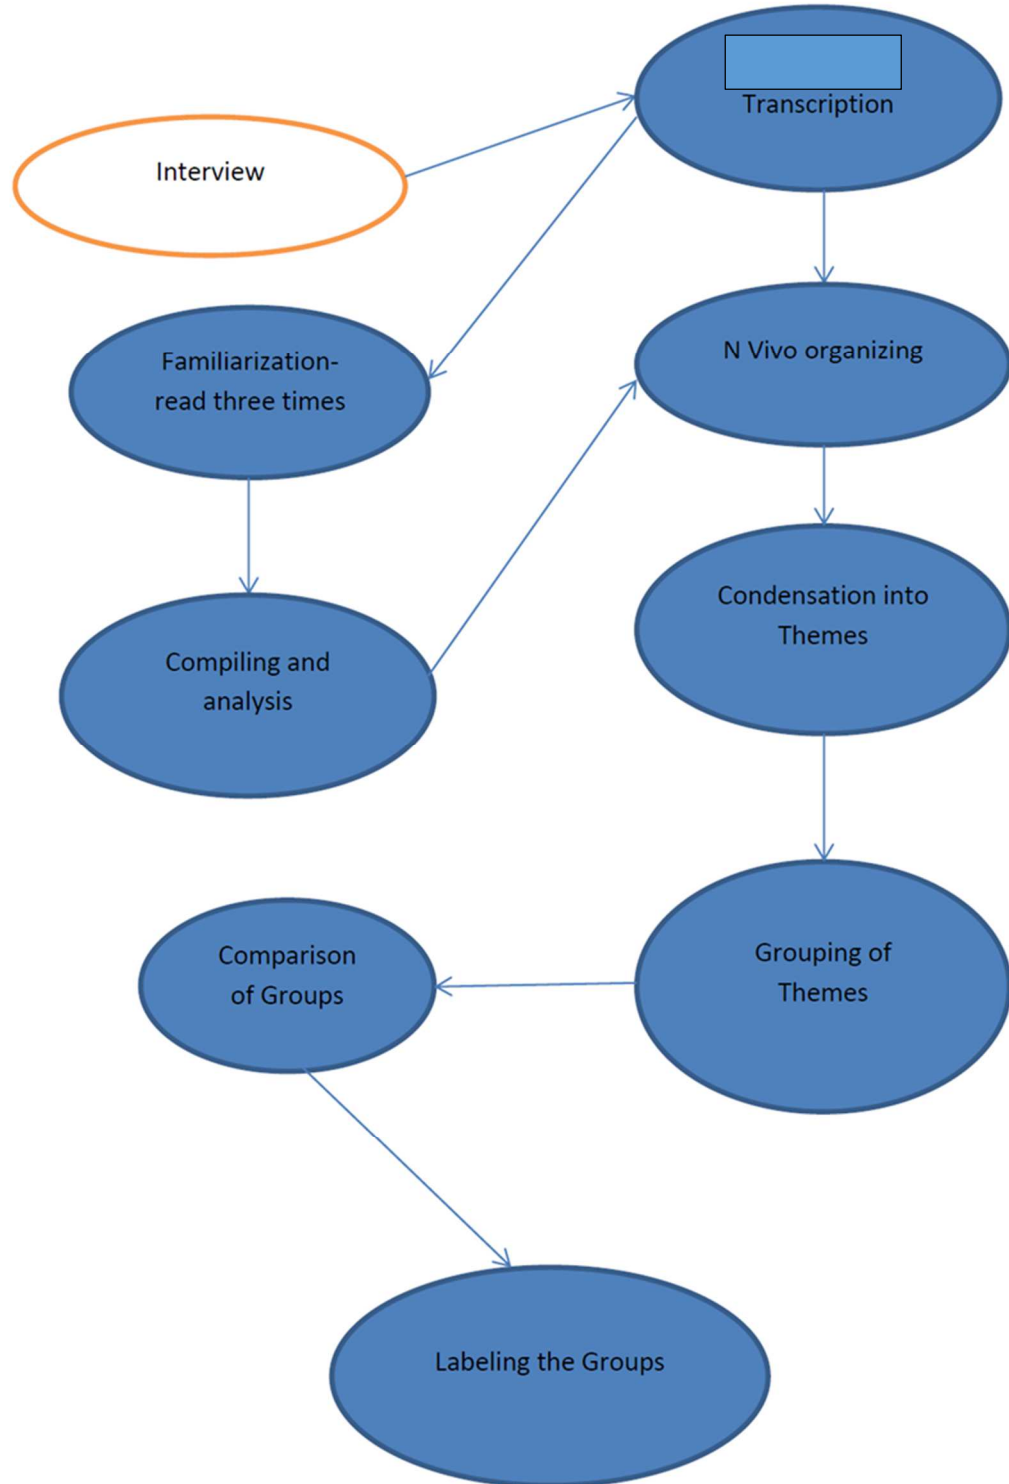 Transcription
Interview
N Vivo organizing
Familiarization-
read three times
Condensation into
Themes
Compiling and
analysis
Grouping of
Themes
Comparison
of Groups
Labeling the Groups